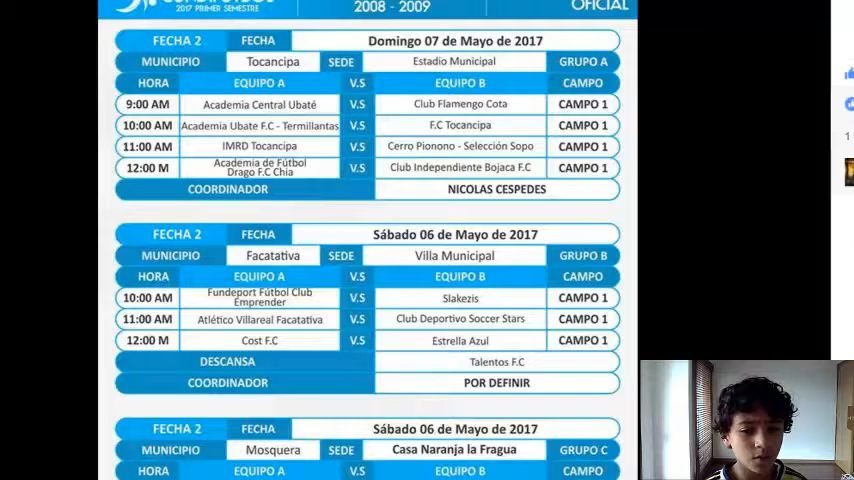 2017 PRIMER SEMESTRE
2008 - 2009
OFICIAL
FECHA 2 FECHA Domingo 07 de Mayo de 2017
MUNICIPIO Tocancipa SEDE Estadio Municipal GRUPO A
HORA EQUIPO A V.S EQUIPO B CAMPO
9:00 AM Academia Central Ubaté V.S Club Flamengo Cota CAMPO 1
10:00 AM Academia Ubate F.C - Termillantas V.S F.C Tocancipa CAMPO 1
11:00 AM IMRD Tocancipa V.S Cerro Pionono - Selección Sopo CAMPO 1
12:00 M Academia de Fútbol Drago F.C Chia V.S Club Independiente Bojaca F.C CAMPO 1
COORDINADOR NICOLAS CESPEDES
FECHA 2 FECHA Sábado 06 de Mayo de 2017
MUNICIPIO Facatativa SEDE Villa Municipal GRUPO B
HORA EQUIPO A V.S EQUIPO B CAMPO
10:00 AM Fundeport Fútbol Club Emprender V.S Slakezis CAMPO 1
11:00 AM Atlético Villareal Facatativa V.S Club Deportivo Soccer Stars CAMPO 1
12:00 M Cost F.C V.S Estrella Azul CAMPO 1
DESCANSA Talentos F.C
COORDINADOR POR DEFINIR
FECHA 2 FECHA Sábado 06 de Mayo de 2017
MUNICIPIO Mosquera SEDE Casa Naranja la Fragua GRUPO C
HORA EQUIPO A V.S EQUIPO B CAMPO
1